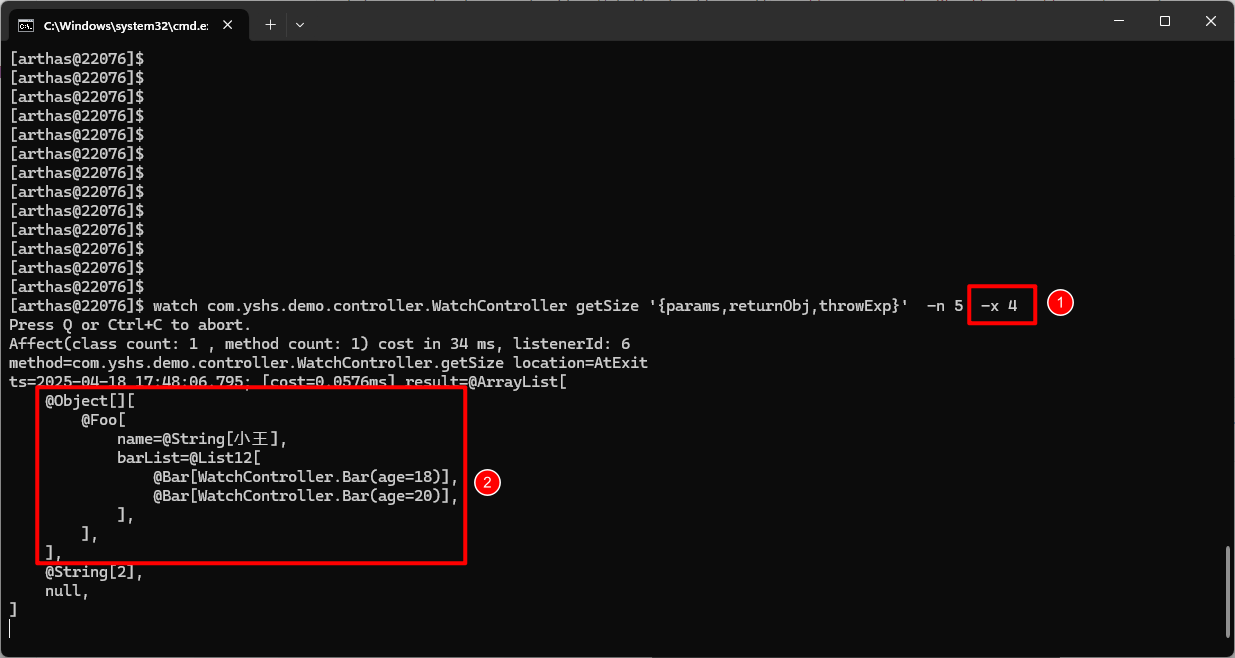 C:\Windows\system32\cmd.e:
[arthas@22076]$
[arthas@22076]$
[arthas@22076]$
[arthas@22076]$
[arthas@22076]$
[arthas@22076]$
[arthas@22076]$
[arthas@22076]$
[arthas@22076]$
[arthas@22076]$
[arthas@22076]$
[arthas@22076]$
[arthas@22076]$
[arthas@22076]$ watch com.yshs.demo.controller.WatchController getSize '{params,returnObj,throwExp}'  -n 5  -x 4 1
Press Q or Ctrl+C to abort.
Affect(class count: 1 , method count: 1) cost in 34 ms, listenerId: 6
method=com.yshs.demo.controller.WatchController.getSize location=AtExit
ts=2025-04-18 17:48:06.795; [cost=0.0576ms] result=@ArrayList[
    @Object[][
        @Foo[
            name=@String[小王],
            barList=@List12[
                @Bar[WatchController.Bar(age=18)],
2
                @Bar[WatchController.Bar(age=20)],
            ],
        ],
    ],
    @String[2],
    null,
]